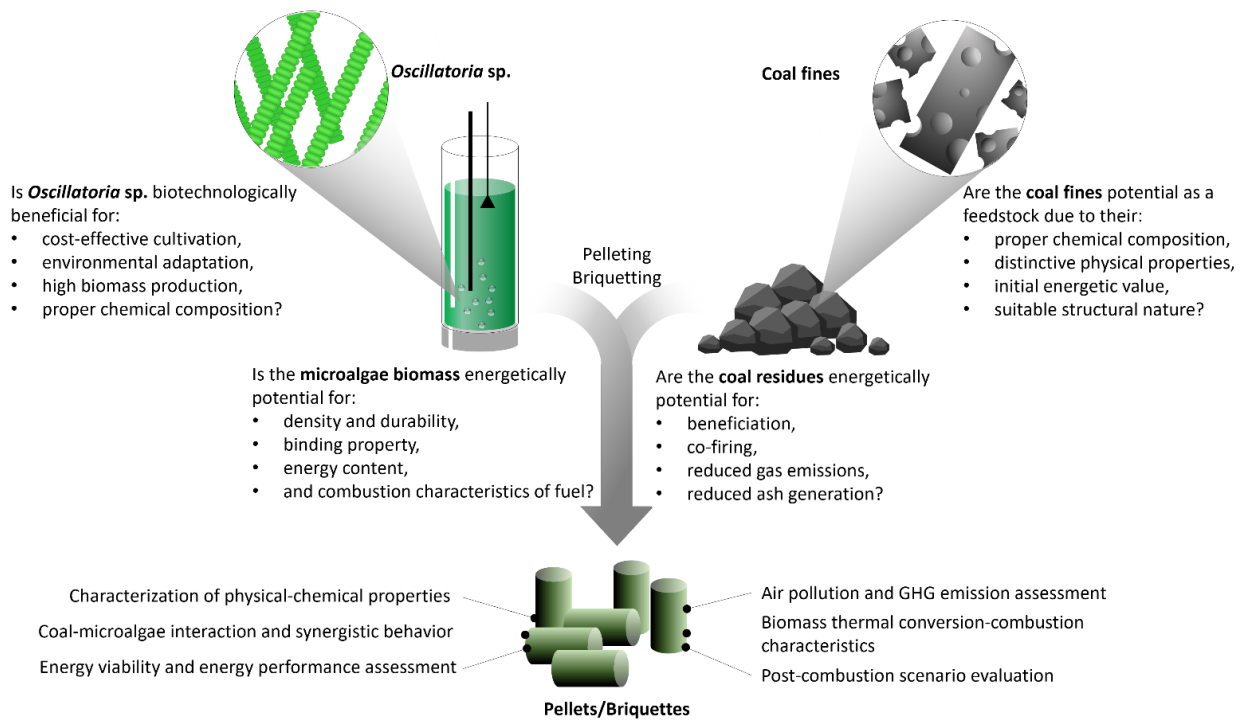 Oscillatoria sp.
Coal fines
Is Oscillatoria sp. biotechnologically
beneficial for:
• cost-effective cultivation,
• environmental adaptation,
• high biomass production,
• proper chemical composition?
Pelleting
Briquetting
Are the coal fines potential as a
feedstock due to their:
• proper chemical composition,
• distinctive physical properties,
• initial energetic value,
• suitable structural nature?
Is the microalgae biomass energetically
potential for:
• density and durability,
• binding property,
• energy content,
• and combustion characteristics of fuel?
Are the coal residues energetically
potential for:
• beneficiation,
• co-firing,
• reduced gas emissions,
• reduced ash generation?
Characterization of physical-chemical properties
Coal-microalgae interaction and synergistic behavior
Energy viability and energy performance assessment
Air pollution and GHG emission assessment
Biomass thermal conversion-combustion
characteristics
Post-combustion scenario evaluation
Pellets/Briquettes